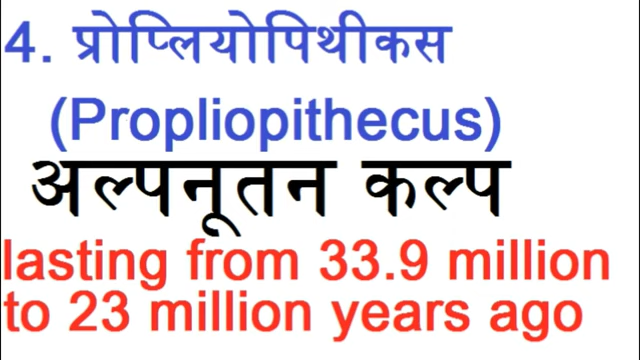 4. प्रोप्लियोपिथीकस
(Propliopithecus)
अल्पनूतन कल्प
lasting from 33.9 million
to 23 million years ago